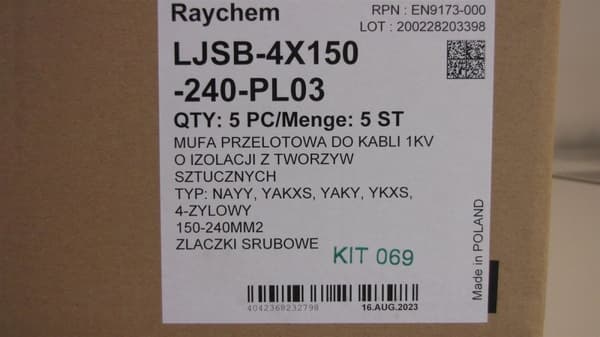 Raychem
RPN : EN9173-000
LOT : 200228203398
LJSB-4X150
-240-PL03
QTY: 5 PC/Menge: 5 ST
MUFA PRZELOTOWA DO KABLI 1KV
O IZOLACJI Z TWORZYW
SZTUCZNYCH
TYP: NAYY, YAKXS, YAKY, YKXS,
4-ZYLOWY
150-240MM2
ZLACZKI SRUBOWE
KIT 069
Made in POLAND
4042368232798
16.AUG.2023